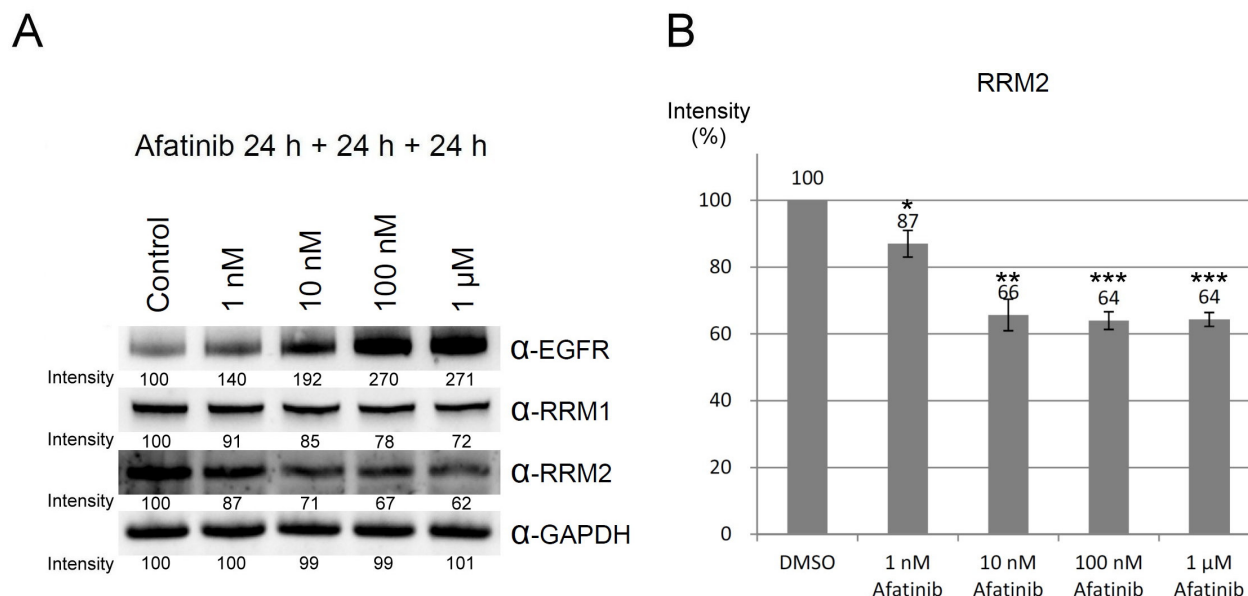 A
Afatinib 24 h + 24 h + 24 h
Control 1 nM 10 nM 100 nM 1 µM
α-EGFR
Intensity 100 140 192 270 271
α-RRM1
Intensity 100 91 85 78 72
α-RRM2
Intensity 100 87 71 67 62
α-GAPDH
Intensity 100 100 99 99 101
B
RRM2
Intensity
(%)
100
80
60
40
20
0
100
*
87
**
66
***
64
***
64
DMSO
1 nM
Afatinib
10 nM
Afatinib
100 nM
Afatinib
1 µM
Afatinib